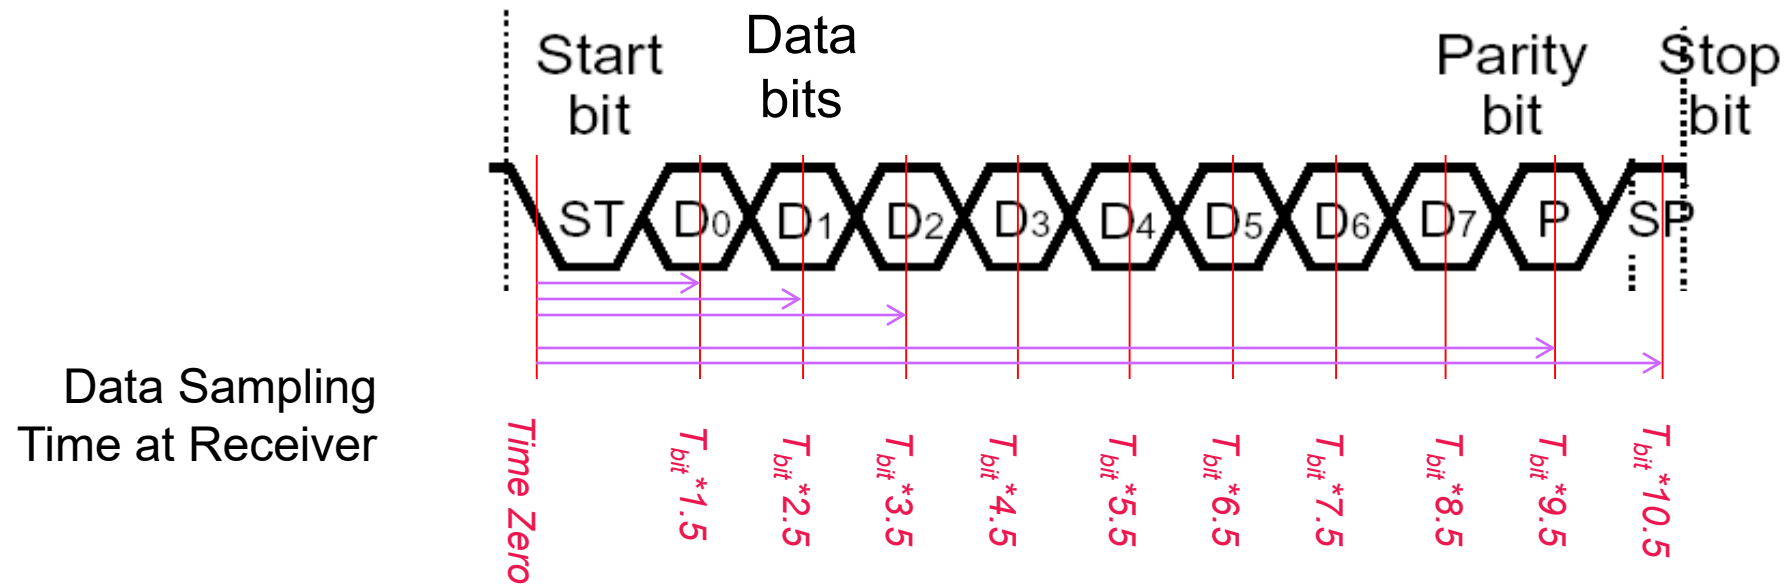 Start
bit
Data
bits
Parity
bit
Stop
bit
ST D0 D1 D2 D3 D4 D5 D6 D7 P SP
Data Sampling
Time at Receiver
Time Zero
Tbit*1.5
Tbit*2.5
Tbit*3.5
Tbit*4.5
Tbit*5.5
Tbit*6.5
Tbit*7.5
Tbit*8.5
Tbit*9.5
Tbit*10.5